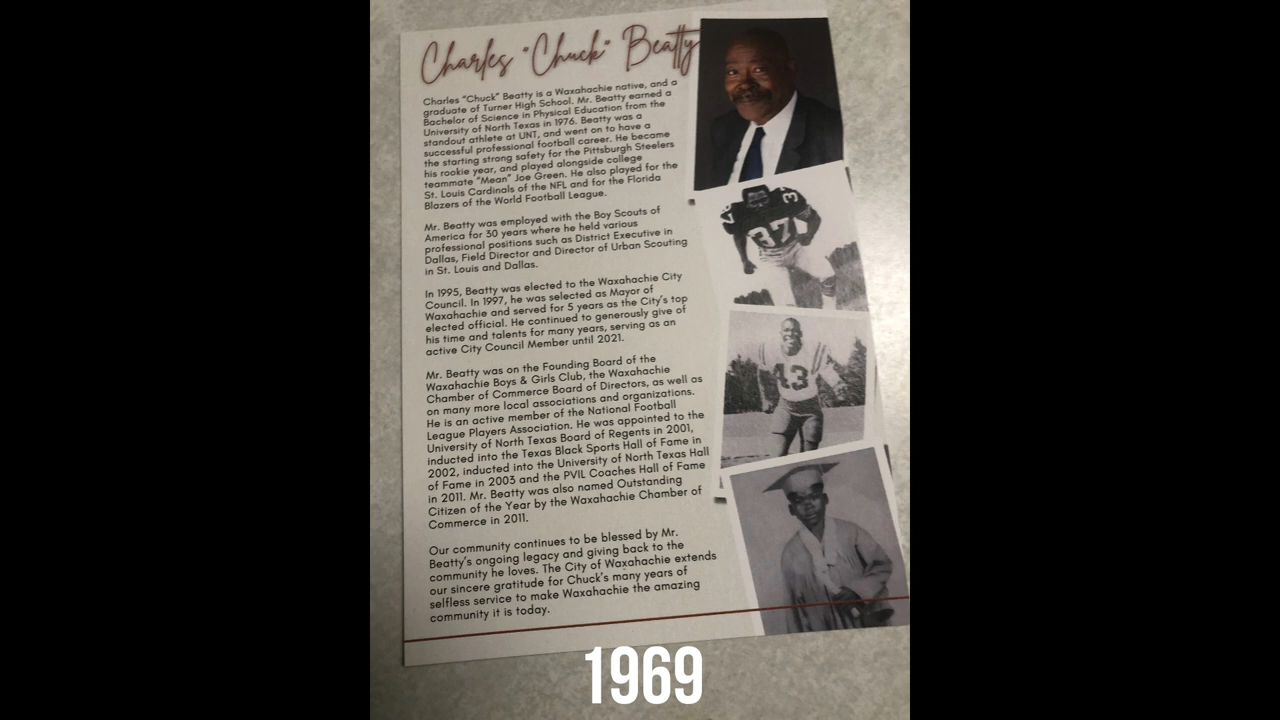 Charles "Chuck" Beatty
Charles "Chuck" Beatty is a Waxahachie native, and a
graduate of Turner High School. Mr. Beatty earned a
Bachelor of Science in Physical Education from the
University of North Texas in 1976. Beatty was a
standout athlete at UNT, and went on to have a
successful professional football career. He became
the starting strong safety for the Pittsburgh Steelers
his rookie year, and played alongside college
teammate "Mean" Joe Green. He also played for the
St. Louis Cardinals of the NFL and for the Florida
Blazers of the World Football League.
Mr. Beatty was employed with the Boy Scouts of
America for 30 years where he held various
professional positions such as District Executive in
Dallas, Field Director and Director of Urban Scouting
in St. Louis and Dallas.
In 1995, Beatty was elected to the Waxahachie City
Council. In 1997, he was selected as Mayor of
Waxahachie and served for 5 years as the City's top
elected official. He continued to generously give of
his time and talents for many years, serving as an
active City Council Member until 2021.
Mr. Beatty was on the Founding Board of the
Waxahachie Boys & Girls Club, the Waxahachie
Chamber of Commerce Board of Directors, as well as
on many more local associations and organizations.
He is an active member of the National Football
League Players Association. He was appointed to the
University of North Texas Board of Regents in 2001,
inducted into the Texas Black Sports Hall of Fame in
2002, inducted into the University of North Texas Hall
of Fame in 2003 and the PVIL Coaches Hall of Fame
in 2011. Mr. Beatty was also named Outstanding
Citizen of the Year by the Waxahachie Chamber of
Commerce in 2011.
Our community continues to be blessed by Mr.
Beatty's ongoing legacy and giving back to the
community he loves. The City of Waxahachie extends
our sincere gratitude for Chuck's many years of
selfless service to make Waxahachie the amazing
community it is today.
37
43
1969